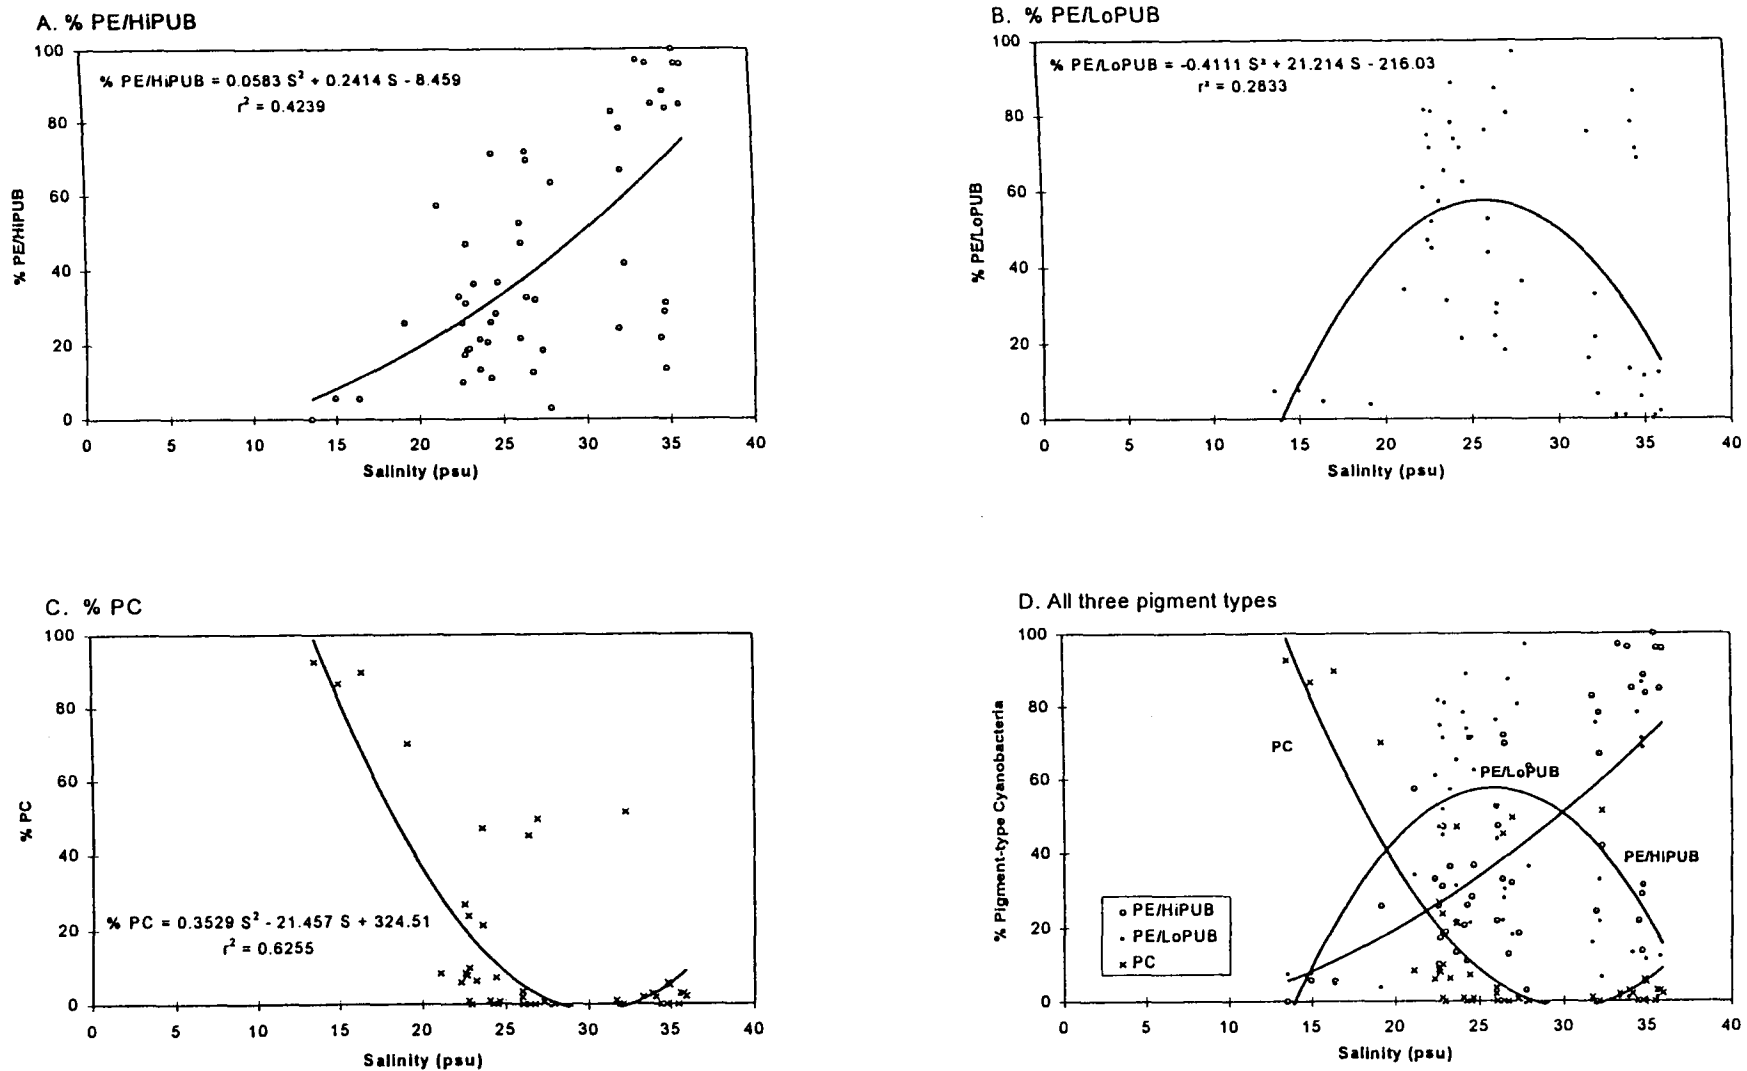 A. % PE/HiPUB
% PE/HiPUB = 0.0583 S² + 0.2414 S - 8.459
r² = 0.4239
% PE/HiPUB
100
80
60
40
20
0
0 5 10 15 20 25 30 35 40
Salinity (psu)
B. % PE/LoPUB
% PE/LoPUB = -0.4111 S² + 21.214 S - 216.03
r² = 0.2833
% PE/LoPUB
100
80
60
40
20
0
0 5 10 15 20 25 30 35 40
Salinity (psu)
C. % PC
% PC = 0.3529 S² - 21.457 S + 324.51
r² = 0.6255
% PC
100
80
60
40
20
0
0 5 10 15 20 25 30 35 40
Salinity (psu)
D. All three pigment types
% Pigment-type Cyanobacteria
100
80
60
40
20
0
PC
PE/LoPUB
PE/HiPUB
PE/HiPUB
PE/LoPUB
PC
0 5 10 15 20 25 30 35 40
Salinity (psu)